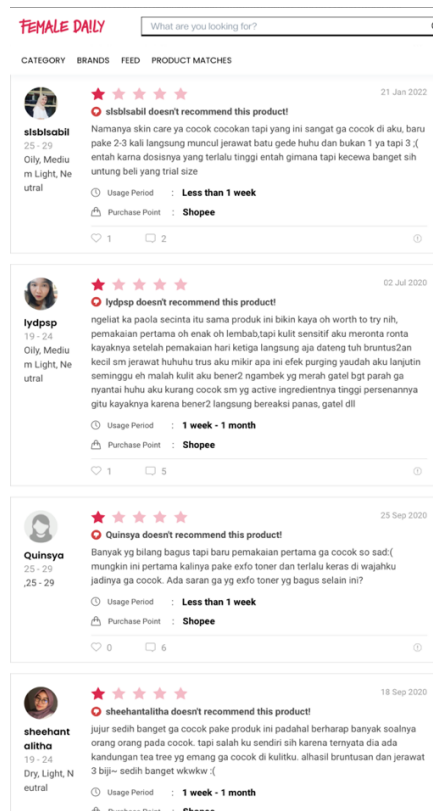 FEMALE DAILY
What are you looking for?
CATEGORY BRANDS FEED PRODUCT MATCHES
21 Jan 2022
slsblsabil doesn't recommend this product!
slsblsabil
25 - 29
Oily, Mediu
m Light, Ne
utral
Namanya skin care ya cocok cocokan tapi yang ini sangat ga cocok di aku, baru
pake 2-3 kali langsung muncul jerawat batu gede huhu dan bukan 1 ya tapi 3 ;(
entah karna dosisnya yang terlalu tinggi entah gimana tapi kecewa banget sih
untung beli yang trial size
Usage Period : Less than 1 week
Purchase Point : Shopee
1 2
02 Jul 2020
lydpsp doesn't recommend this product!
lydpsp
19 - 24
Oily, Mediu
m Light, Ne
utral
ngeliat ka paola secinta itu sama produk ini bikin kaya oh worth to try nih,
pemakaian pertama oh enak oh lembab,tapi kulit sensitif aku meronta ronta
kayaknya setelah pemakaian hari ketiga langsung aja dateng tuh bruntus2an
kecil sm jerawat huhuhu trus aku mikir apa ini efek purging yaudah aku lanjutin
seminggu eh malah kulit aku bener2 ngambek yg merah gatel bgt parah ga
nyantai huhu aku kurang cocok sm yg active ingredientnya tinggi persenannya
gitu kayaknya karena bener2 langsung bereaksi panas, gatel dll
Usage Period : 1 week - 1 month
Purchase Point : Shopee
1 5
25 Sep 2020
Quinsya doesn't recommend this product!
Quinsya
25 - 29
,25 - 29
Banyak yg bilang bagus tapi baru pemakaian pertama ga cocok so sad:(
mungkin ini pertama kalinya pake exfo toner dan terlalu keras di wajahku
jadinya ga cocok. Ada saran ga yg exfo toner yg bagus selain ini?
Usage Period : Less than 1 week
Purchase Point : Shopee
0 6
18 Sep 2020
sheehantalitha doesn't recommend this product!
sheehant
alitha
19 - 24
Dry, Light, N
eutral
jujur sedih banget ga cocok pake produk ini padahal berharap banyak soalnya
orang orang pada cocok. tapi salah ku sendiri sih karena ternyata dia ada
kandungan tea tree yg emang ga cocok di kulitku. alhasil bruntusan dan jerawat
3 biji~ sedih banget wkwkw :(
Usage Period : 1 week - 1 month
Purchase Point : Shopee